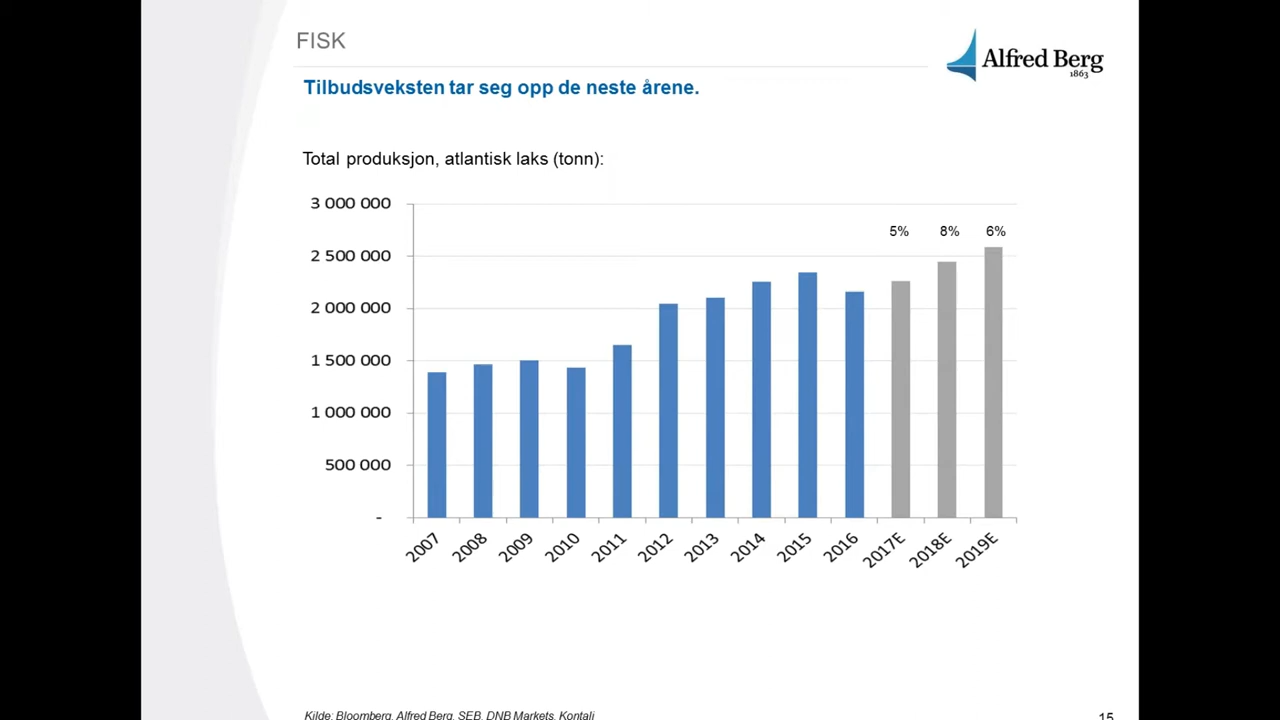 FISK
Alfred Berg
1863
Tilbudsveksten tar seg opp de neste årene.
Total produksjon, atlantisk laks (tonn):
3 000 000
2 500 000
2 000 000
1 500 000
1 000 000
500 000
-
5% 8% 6%
2007 2008 2009 2010 2011 2012 2013 2014 2015 2016 2017E 2018E 2019E
Kilde: Bloomberg, Alfred Berg, SEB, DNB Markets, Kontali
15